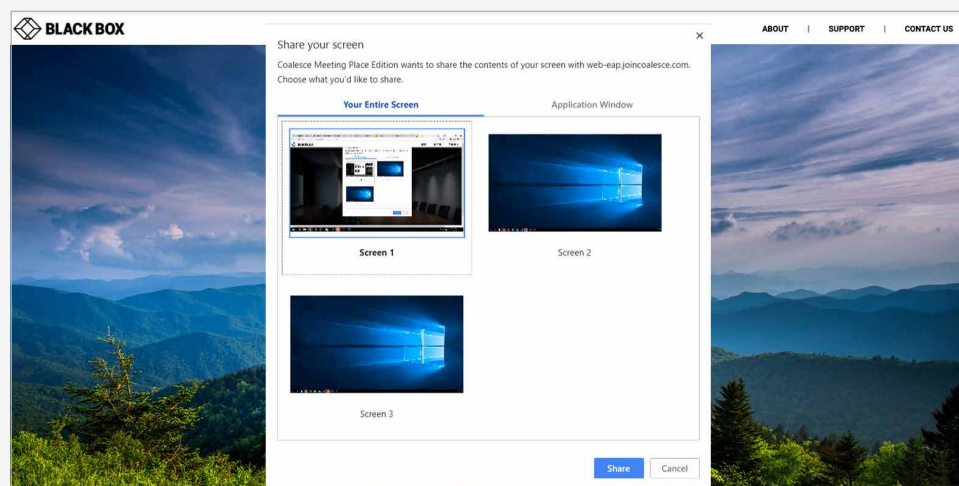 BLACK BOX
ABOUT | SUPPORT | CONTACT US
Share your screen
Coalesce Meeting Place Edition wants to share the contents of your screen with web-eap.joincoalesce.com.
Choose what you'd like to share.
Your Entire Screen
Application Window
Screen 1
Screen 2
Screen 3
Share
Cancel